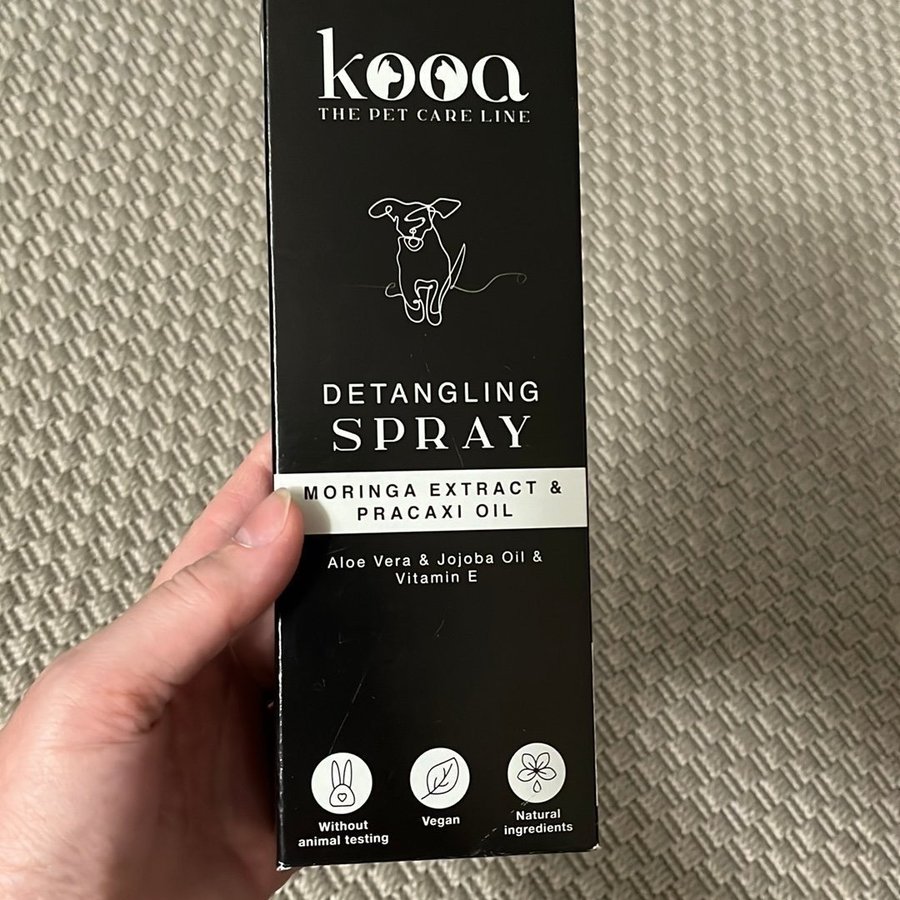 kooa
THE PET CARE LINE
DETANGLING
SPRAY
MORINGA EXTRACT &
PRACAXI OIL
Aloe Vera & Jojoba Oil &
Vitamin E
Without
animal testing
Vegan
Natural
ingredients